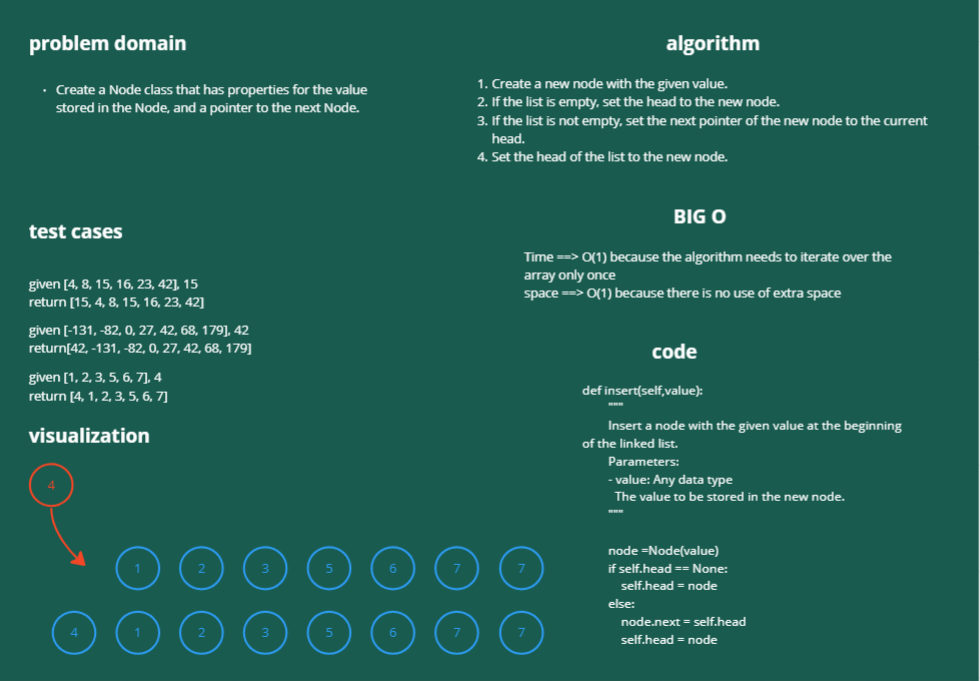 problem domain
· Create a Node class that has properties for the value
stored in the Node, and a pointer to the next Node.
test cases
given [4, 8, 15, 16, 23, 42], 15
return [15, 4, 8, 15, 16, 23, 42]
given [-131, -82, 0, 27, 42, 68, 179], 42
return[42, -131, -82, 0, 27, 42, 68, 179]
given [1, 2, 3, 5, 6, 7], 4
return [4, 1, 2, 3, 5, 6, 7]
visualization
4
1 2 3 5 6 7 7
4 1 2 3 5 6 7 7
algorithm
1. Create a new node with the given value.
2. If the list is empty, set the head to the new node.
3. If the list is not empty, set the next pointer of the new node to the current
head.
4. Set the head of the list to the new node.
BIG O
Time ==> O(1) because the algorithm needs to iterate over the
array only once
space ==> O(1) because there is no use of extra space
code
def insert(self,value):
"""
Insert a node with the given value at the beginning
of the linked list.
Parameters:
- value: Any data type
The value to be stored in the new node.
"""
node =Node(value)
if self.head == None:
self.head = node
else:
node.next = self.head
self.head = node